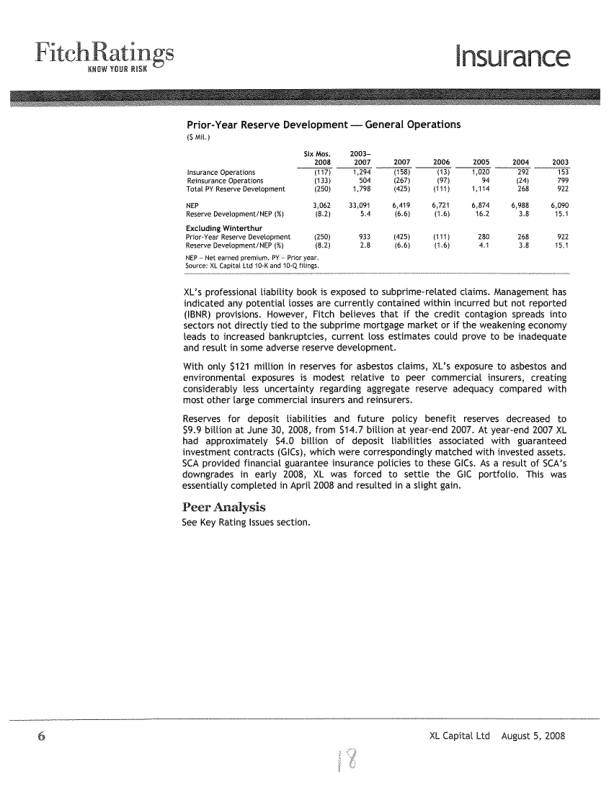 FitchRatings
KNOW YOUR RISK
Insurance
Prior-Year Reserve Development — General Operations
($ Mil.)
Six Mos. 2003–
2008 2007 2007 2006 2005 2004 2003
Insurance Operations (117) 1,294 (158) (13) 1,020 292 153
Reinsurance Operations (133) 504 (267) (97) 94 (24) 799
Total PY Reserve Development (250) 1,798 (425) (111) 1,114 268 922
NEP 3,062 33,091 6,419 6,721 6,874 6,988 6,090
Reserve Development/NEP (%) (8.2) 5.4 (6.6) (1.6) 16.2 3.8 15.1
Excluding Winterthur
Prior-Year Reserve Development (250) 933 (425) (111) 280 268 922
Reserve Development/NEP (%) (8.2) 2.8 (6.6) (1.6) 4.1 3.8 15.1
NEP – Net earned premium. PY – Prior year.
Source: XL Capital Ltd 10-K and 10-Q filings.
XL's professional liability book is exposed to subprime-related claims. Management has
indicated any potential losses are currently contained within incurred but not reported
(IBNR) provisions. However, Fitch believes that if the credit contagion spreads into
sectors not directly tied to the subprime mortgage market or if the weakening economy
leads to increased bankruptcies, current loss estimates could prove to be inadequate
and result in some adverse reserve development.
With only $121 million in reserves for asbestos claims, XL's exposure to asbestos and
environmental exposures is modest relative to peer commercial insurers, creating
considerably less uncertainty regarding aggregate reserve adequacy compared with
most other large commercial insurers and reinsurers.
Reserves for deposit liabilities and future policy benefit reserves decreased to
$9.9 billion at June 30, 2008, from $14.7 billion at year-end 2007. At year-end 2007 XL
had approximately $4.0 billion of deposit liabilities associated with guaranteed
investment contracts (GICs), which were correspondingly matched with invested assets.
SCA provided financial guarantee insurance policies to these GICs. As a result of SCA's
downgrades in early 2008, XL was forced to settle the GIC portfolio. This was
essentially completed in April 2008 and resulted in a slight gain.
Peer Analysis
See Key Rating Issues section.
6
XL Capital Ltd August 5, 2008
18